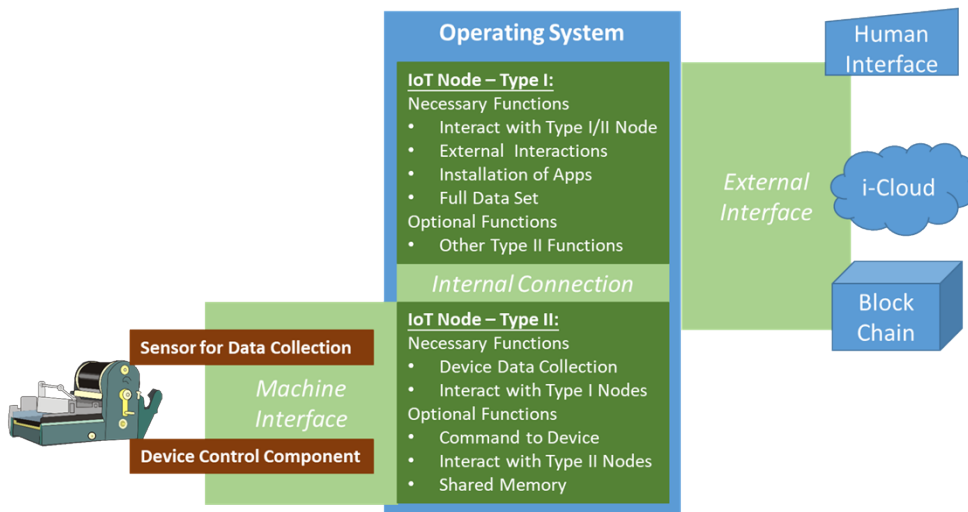 Operating System
IoT Node – Type I:
Necessary Functions
• Interact with Type I/II Node
• External Interactions
• Installation of Apps
• Full Data Set
Optional Functions
• Other Type II Functions
Internal Connection
IoT Node – Type II:
Necessary Functions
• Device Data Collection
• Interact with Type I Nodes
Optional Functions
• Command to Device
• Interact with Type II Nodes
• Shared Memory
Sensor for Data Collection
Machine
Interface
Device Control Component
External
Interface
Human
Interface
i-Cloud
Block
Chain